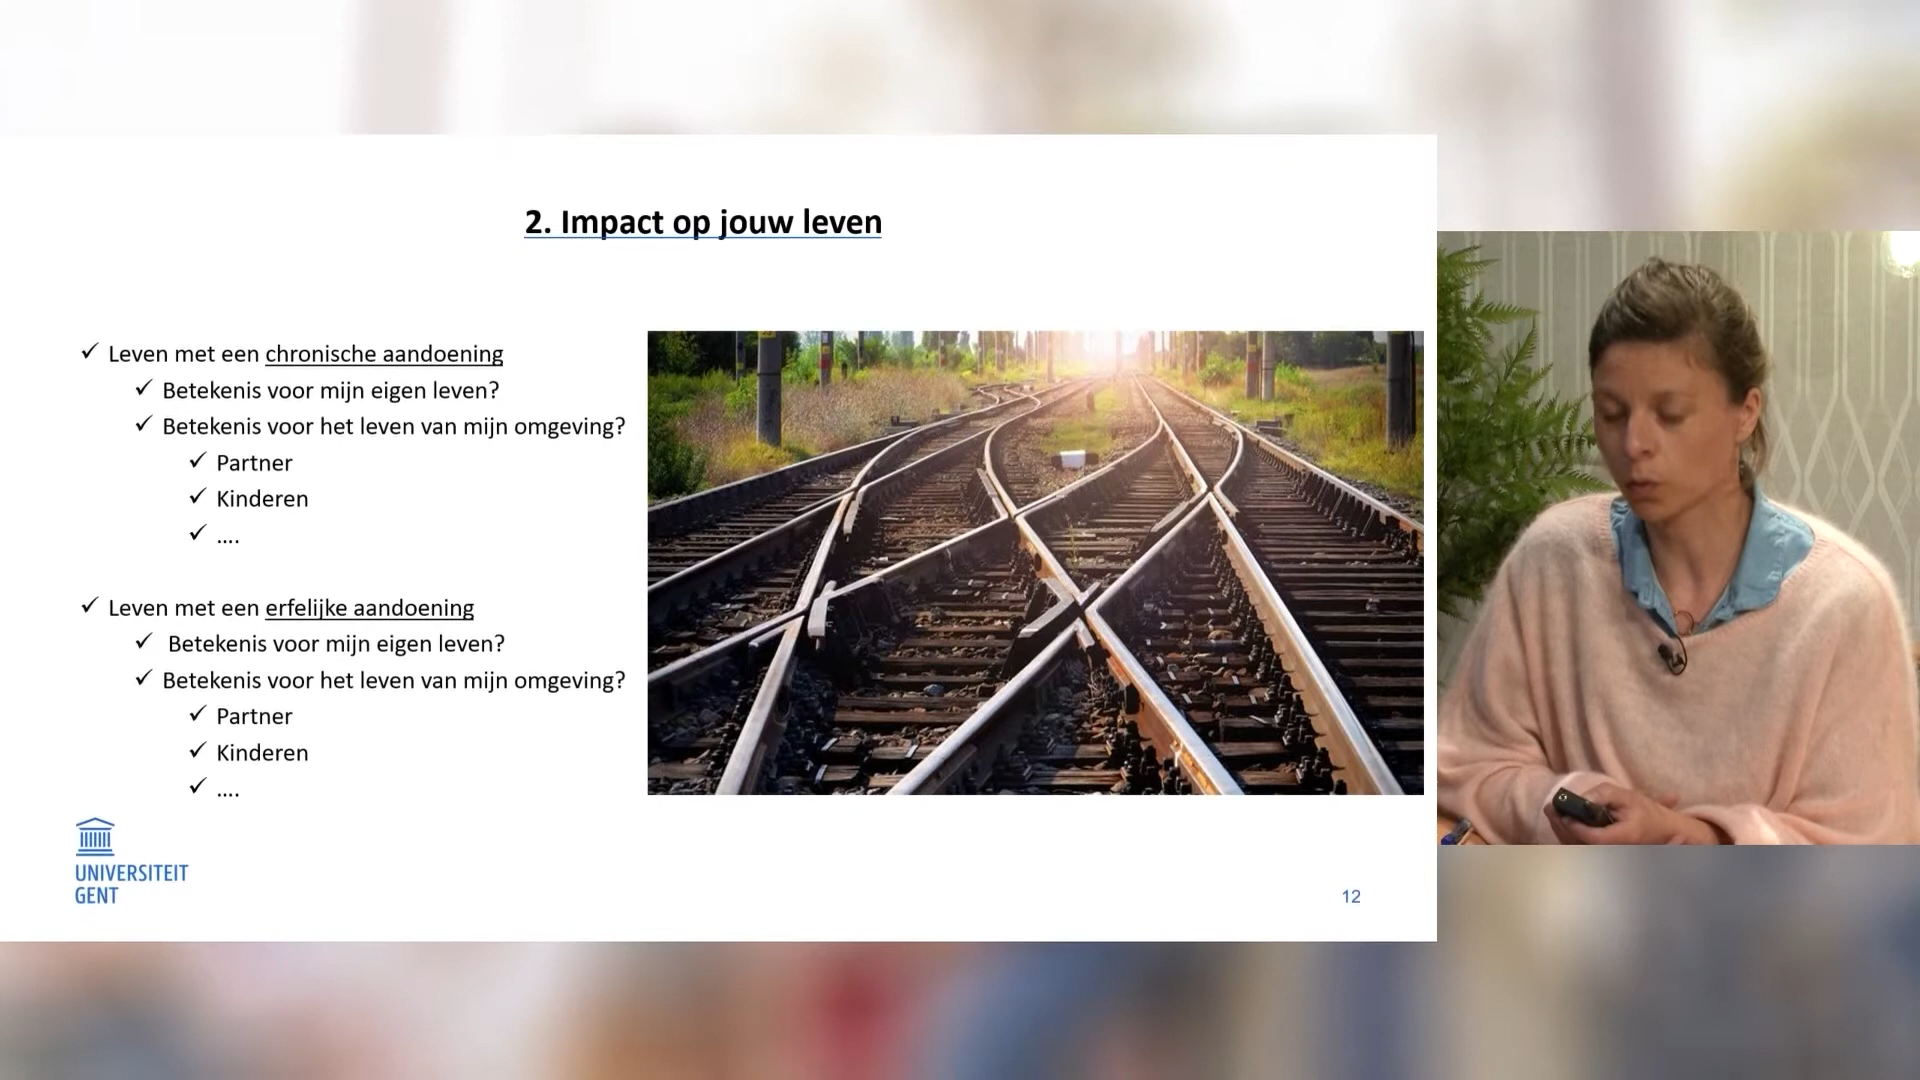 2. Impact op jouw leven
✓ Leven met een chronische aandoening
✓ Betekenis voor mijn eigen leven?
✓ Betekenis voor het leven van mijn omgeving?
✓ Partner
✓ Kinderen
✓ ....
✓ Leven met een erfelijke aandoening
✓ Betekenis voor mijn eigen leven?
✓ Betekenis voor het leven van mijn omgeving?
✓ Partner
✓ Kinderen
✓ ....
UNIVERSITEIT
GENT
12